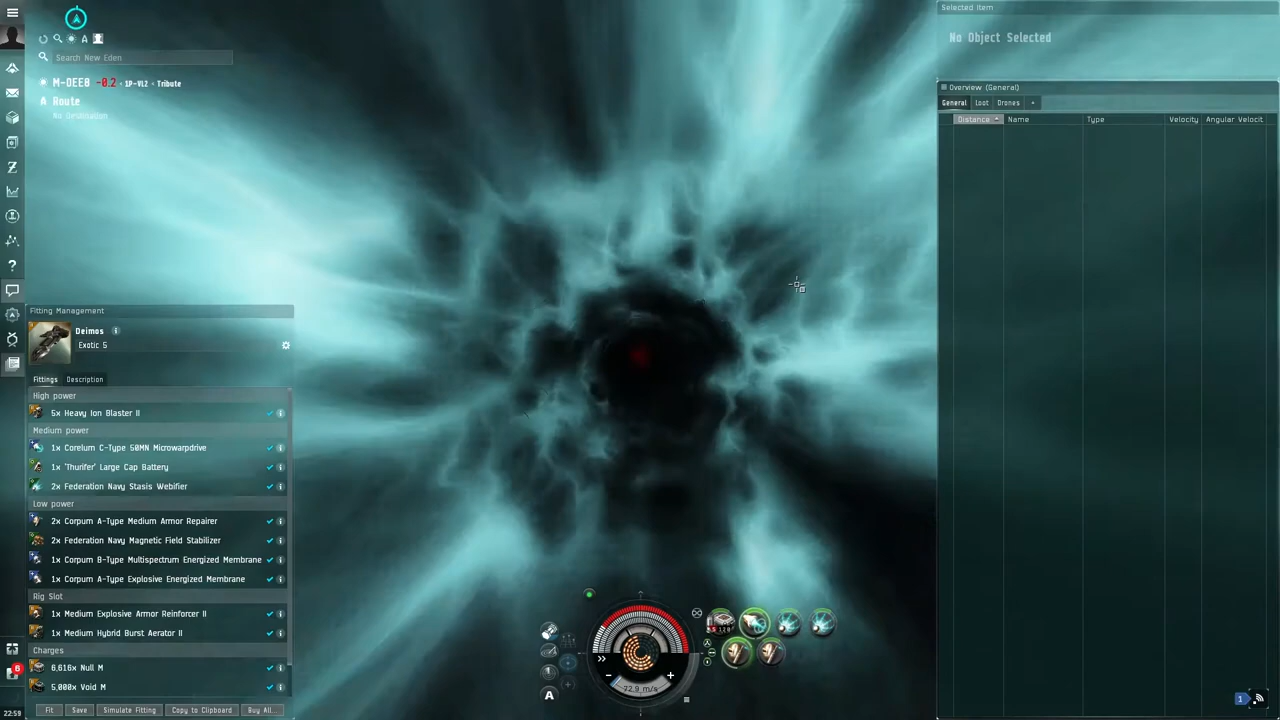 Search New Eden
M-DEE8 -0.2 · 1P-VL2 · Tribute
Route
No Destination
Selected Item
No Object Selected
Overview (General)
General Loot Drones +
Distance Name Type Velocity Angular Velocit
Fitting Management
Deimos
Exotic 5
Fittings Description
High power
5x Heavy Ion Blaster II
Medium power
1x Corelum C-Type 50MN Microwarpdrive
1x 'Thurifer' Large Cap Battery
2x Federation Navy Stasis Webifier
Low power
2x Corpum A-Type Medium Armor Repairer
2x Federation Navy Magnetic Field Stabilizer
1x Corpum B-Type Multispectrum Energized Membrane
1x Corpum A-Type Explosive Energized Membrane
Rig Slot
1x Medium Explosive Armor Reinforcer II
1x Medium Hybrid Burst Aerator II
Charges
6,616x Null M
5,000x Void M
Fit Save Simulate Fitting Copy to Clipboard Buy All...
22.9 m/s
A
8
22:59
1